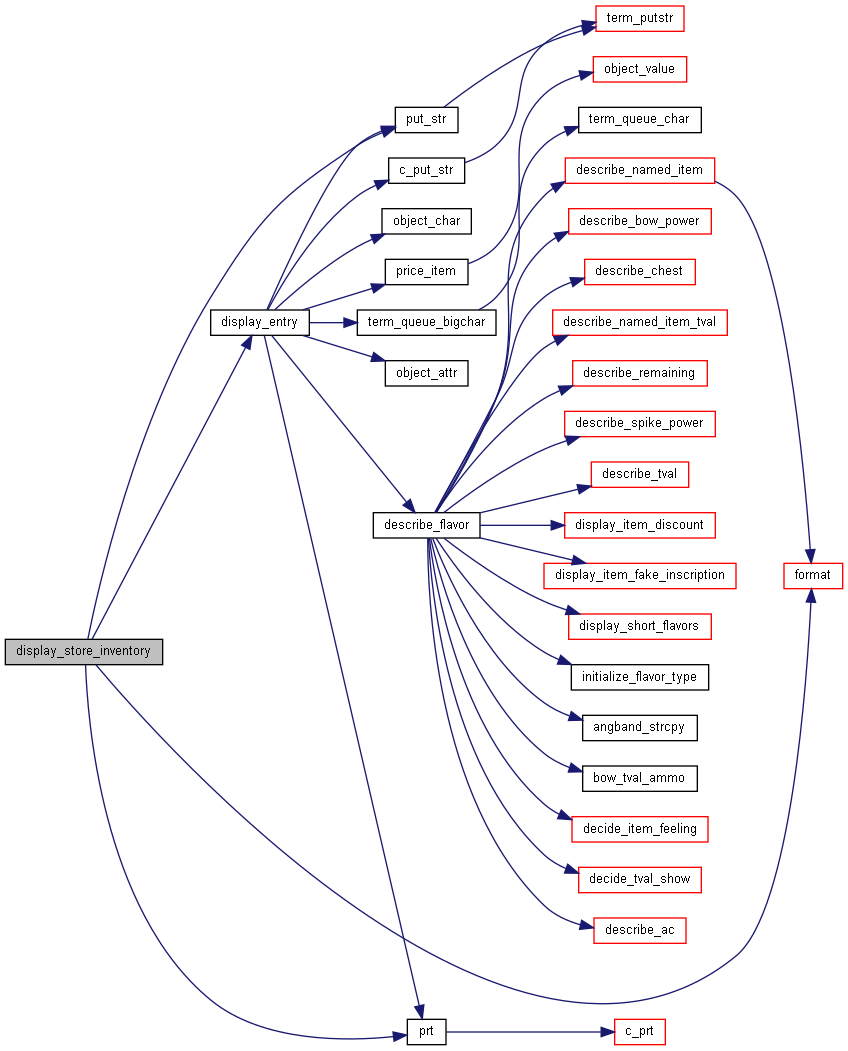 term_putstr
object_value
put_str
term_queue_char
c_put_str
describe_named_item
object_char
describe_bow_power
price_item
describe_chest
display_entry
term_queue_bigchar
describe_named_item_tval
object_attr
describe_remaining
describe_spike_power
describe_tval
describe_flavor
display_item_discount
display_item_fake_inscription
format
display_short_flavors
display_store_inventory
initialize_flavor_type
angband_strcpy
bow_tval_ammo
decide_item_feeling
decide_tval_show
describe_ac
prt
c_prt